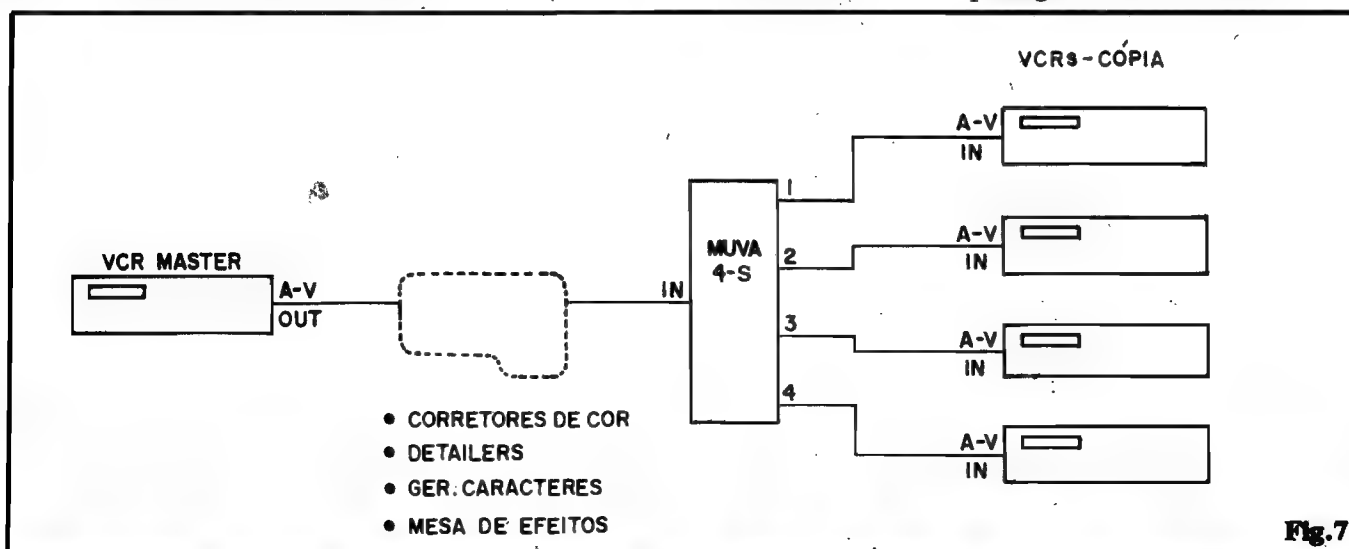 VCRs-CÓPIA
VCR MASTER
A-V
OUT
• CORRETORES DE COR
• DETAILERS
• GER. CARACTERES
• MESA DE EFEITOS
IN
MUVA
4-S
1
2
3
4
A-V
IN
A-V
IN
A-V
IN
A-V
IN
Fig.7